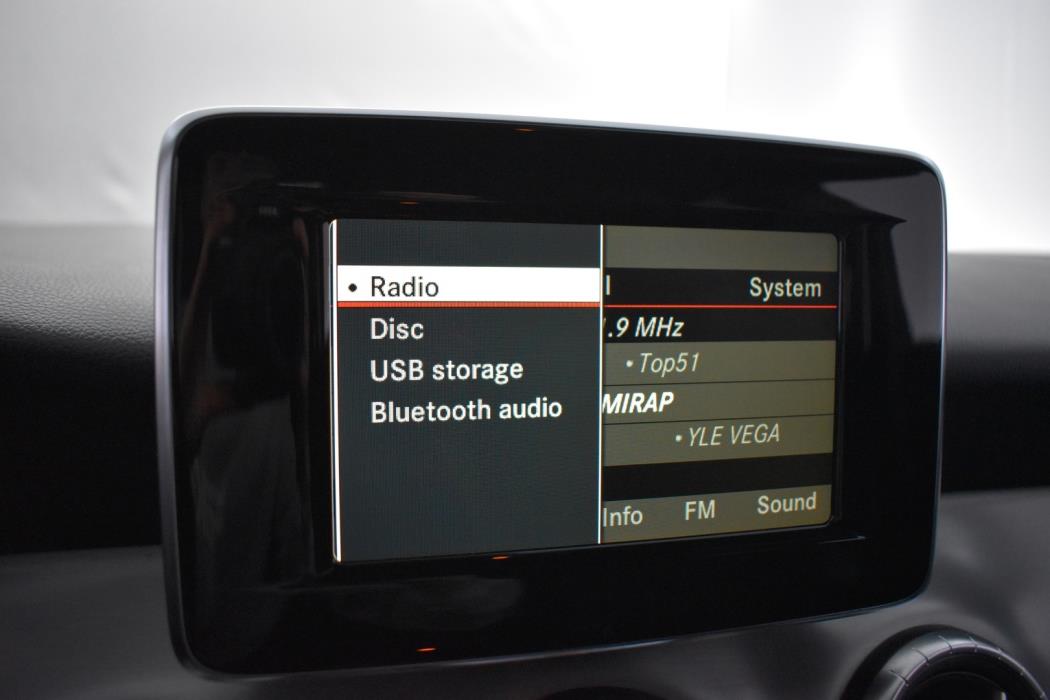 • Radio
Disc
USB storage
Bluetooth audio
System
.9 MHz
• Top51
MIRAP
• YLE VEGA
Info
FM
Sound